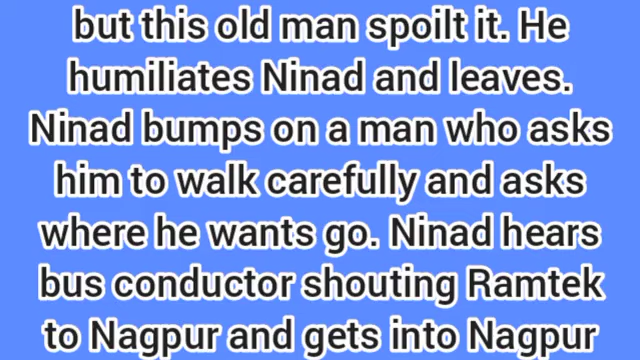 but this old man spoilt it. He
humiliates Ninad and leaves.
Ninad bumps on a man who asks
him to walk carefully and asks
where he wants go. Ninad hears
bus conductor shouting Ramtek
to Nagpur and gets into Nagpur